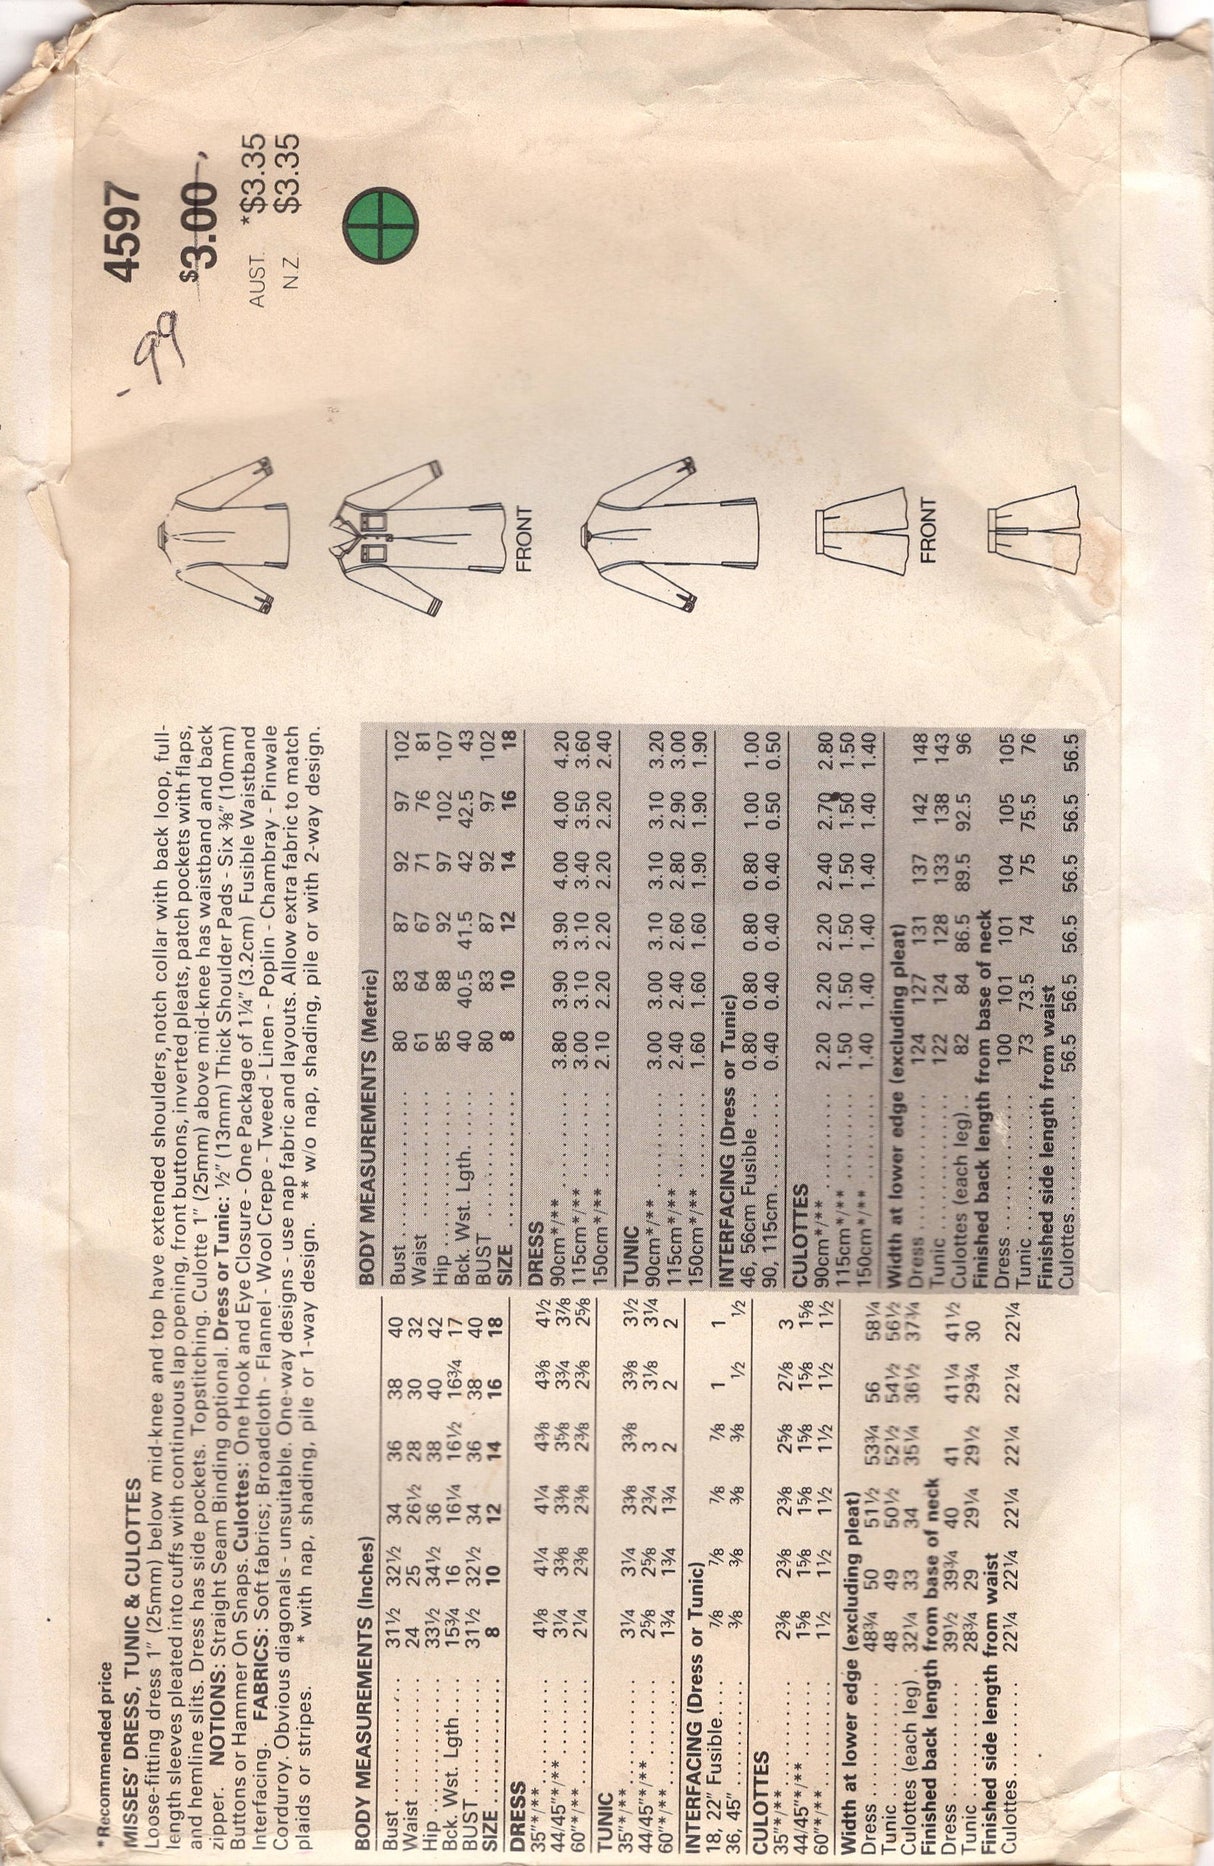 4597
-99
$3.00
AUST. *$3.35
N.Z. $3.35
*Recommended price
MISSES' DRESS, TUNIC & CULOTTES
Loose-fitting dress 1" (25mm) below mid-knee and top have extended shoulders, notch collar with back loop, full-
length sleeves pleated into cuffs with continuous lap opening, front buttons, inverted pleats, patch pockets with flaps,
and hemline slits. Dress has side pockets. Topstitching. Culotte 1" (25mm) above mid-knee has waistband and back
zipper. NOTIONS: Straight Seam Binding optional. Dress or Tunic: ½" (13mm) Thick Shoulder Pads - Six ⅜" (10mm)
Buttons or Hammer On Snaps. Culottes: One Hook and Eye Closure - One Package of 1¼" (3.2cm) Fusible Waistband
Interfacing. FABRICS: Soft fabrics; Broadcloth - Flannel - Wool Crepe - Tweed - Linen - Poplin - Chambray - Pinwale
Corduroy. Obvious diagonals - unsuitable. One-way designs - use nap fabric and layouts. Allow extra fabric to match
plaids or stripes. * with nap, shading, pile or 1-way design. ** w/o nap, shading, pile or with 2-way design.
BODY MEASUREMENTS (Inches)
Bust 31½ 32½ 34 36 38 40
Waist 24 25 26½ 28 30 32
Hip 33½ 34½ 36 38 40 42
Bck. Wst. Lgth 15¾ 16 16¼ 16½ 16¾ 17
BUST 31½ 32½ 34 36 38 40
SIZE 8 10 12 14 16 18
DRESS
35"*/** 4⅛ 4¼ 4¼ 4⅜ 4⅜ 4½
44/45"*/** 3¼ 3⅜ 3⅜ 3⅝ 3¾ 3⅞
60"*/** 2¼ 2⅜ 2⅜ 2⅜ 2⅜ 2⅝
TUNIC
35"*/** 3¼ 3¼ 3⅜ 3⅜ 3⅜ 3½
44/45"*/** 2⅝ 2⅝ 2¾ 3 3⅛ 3¼
60"*/** 1¾ 1¾ 1¾ 2 2 2
INTERFACING (Dress or Tunic)
18, 22" Fusible ⅞ ⅞ ⅞ ⅞ 1 1
36, 45" ⅜ ⅜ ⅜ ⅜ ½ ½
CULOTTES
35"*/** 2⅜ 2⅜ 2⅜ 2⅝ 2⅞ 3
44/45"*/** 1⅝ 1⅝ 1⅝ 1⅝ 1⅝ 1⅝
60"*/** 1½ 1½ 1½ 1½ 1½ 1½
Width at lower edge (excluding pleat)
Dress 48¾ 50 51½ 53¾ 56 58¼
Tunic 48 49 50½ 52½ 54½ 56½
Culottes (each leg) 32¼ 33 34 35¼ 36½ 37¾
Finished back length from base of neck
Dress 39½ 39¾ 40 41 41¼ 41½
Tunic 28¾ 29 29¼ 29½ 29¾ 30
Finished side length from waist
Culottes 22¼ 22¼ 22¼ 22¼ 22¼ 22¼
BODY MEASUREMENTS (Metric)
Bust 80 83 87 92 97 102
Waist 61 64 67 71 76 81
Hip 85 88 92 97 102 107
Bck. Wst. Lgth. 40 40.5 41.5 42 42.5 43
BUST 80 83 87 92 97 102
SIZE 8 10 12 14 16 18
DRESS
90cm*/** 3.80 3.90 3.90 4.00 4.00 4.20
115cm*/** 3.00 3.10 3.10 3.40 3.50 3.60
150cm*/** 2.10 2.20 2.20 2.20 2.20 2.40
TUNIC
90cm*/** 3.00 3.00 3.10 3.10 3.10 3.20
115cm*/** 2.40 2.40 2.60 2.80 2.90 3.00
150cm*/** 1.60 1.60 1.60 1.90 1.90 1.90
INTERFACING (Dress or Tunic)
46, 56cm Fusible 0.80 0.80 0.80 0.80 1.00 1.00
90, 115cm 0.40 0.40 0.40 0.40 0.50 0.50
CULOTTES
90cm*/** 2.20 2.20 2.20 2.40 2.70 2.80
115cm*/** 1.50 1.50 1.50 1.50 1.50 1.50
150cm*/** 1.40 1.40 1.40 1.40 1.40 1.40
Width at lower edge (excluding pleat)
Dress 124 127 131 137 142 148
Tunic 122 124 128 133 138 143
Culottes (each leg) 82 84 86.5 89.5 92.5 96
Finished back length from base of neck
Dress 100 101 101 104 105 105
Tunic 73 73.5 74 75 75.5 76
Finished side length from waist
Culottes 56.5 56.5 56.5 56.5 56.5 56.5
FRONT
FRONT